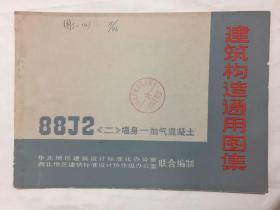 建筑构造通用图集
88J2《二》墙身—加气混凝土
华北地区建筑设计标准化办公室
西北地区建筑标准设计协作组办公室
联合编制